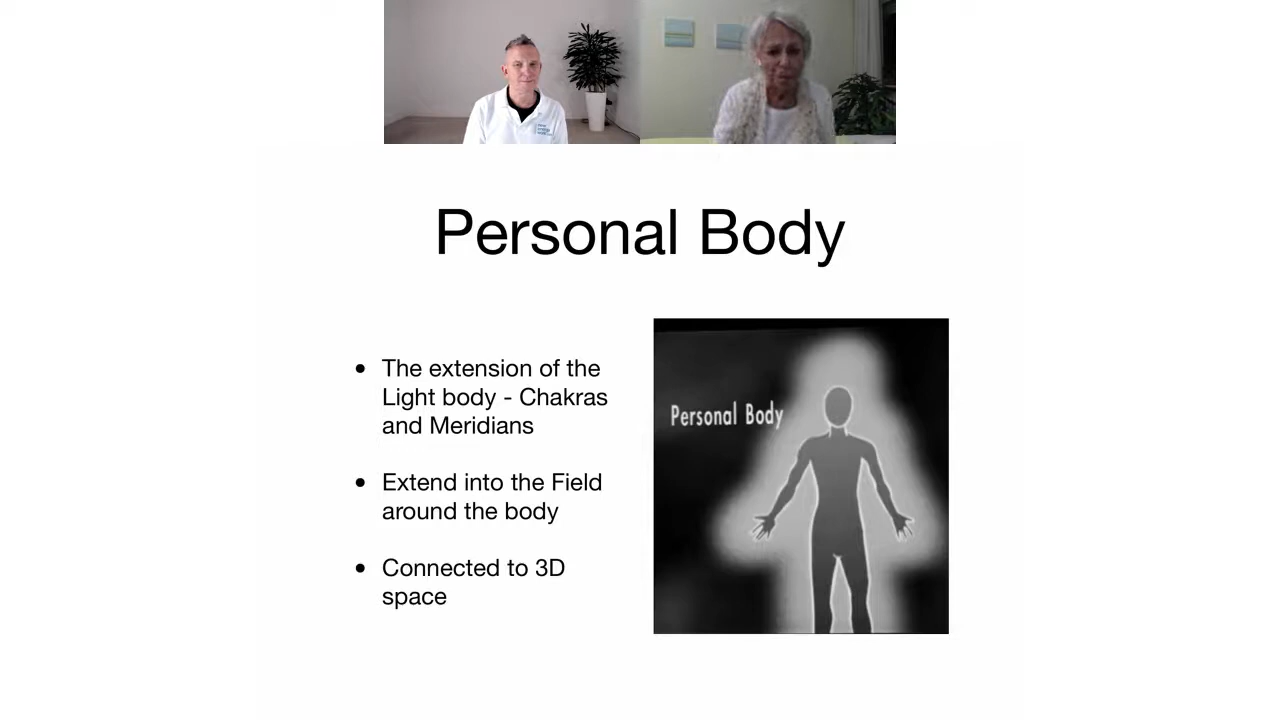 Personal Body
• The extension of the
Light body - Chakras
and Meridians
• Extend into the Field
around the body
• Connected to 3D
space
Personal Body